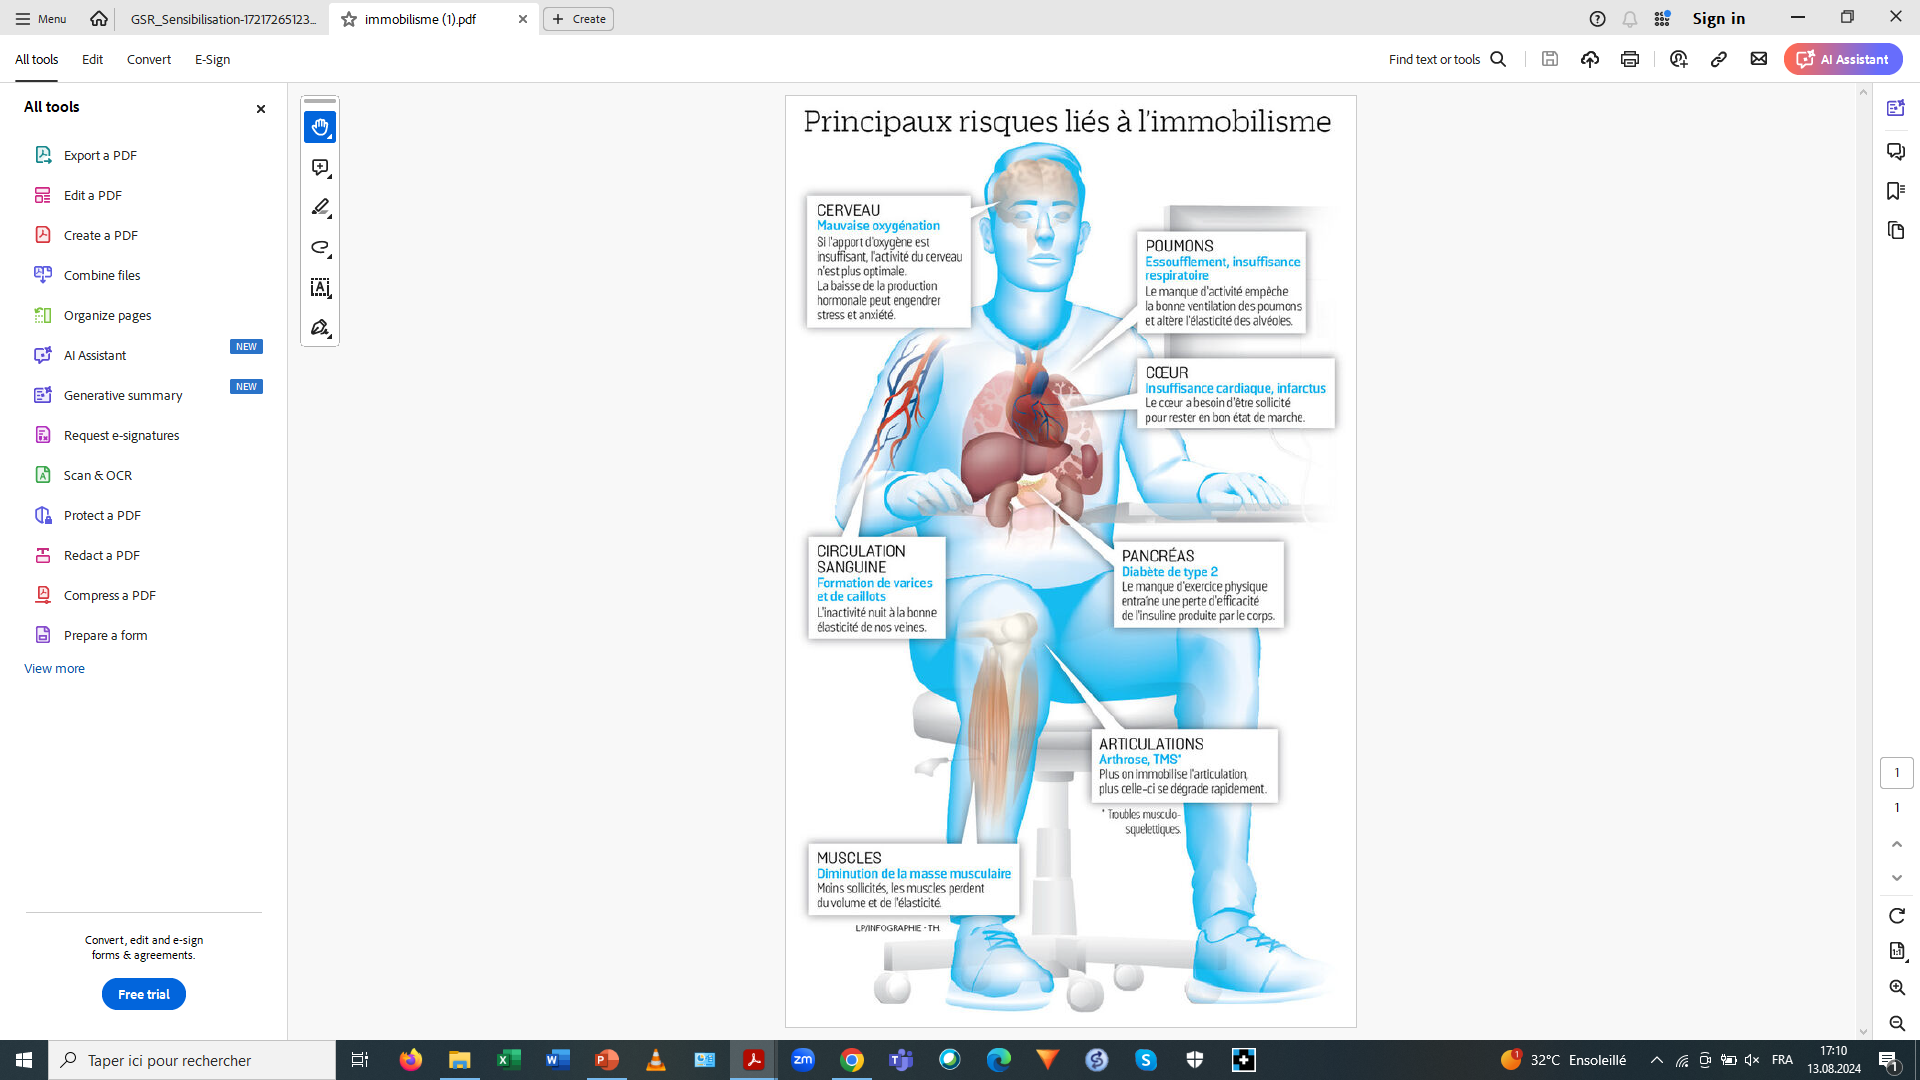 Menu
GSR_Sensibilisation-17217265123...
immobilisme (1).pdf
Create
Sign in
All tools
Edit
Convert
E-Sign
Find text or tools
AI Assistant
All tools
Export a PDF
Edit a PDF
Create a PDF
Combine files
Organize pages
AI Assistant
NEW
Generative summary
NEW
Request e-signatures
Scan & OCR
Protect a PDF
Redact a PDF
Compress a PDF
Prepare a form
View more
Convert, edit and e-sign
forms & agreements.
Free trial
Principaux risques liés à l'immobilisme
CERVEAU
Mauvaise oxygénation
Si l'apport d'oxygène est
insuffisant, l'activité du cerveau
n'est plus optimale.
La baisse de la production
hormonale peut engendrer
stress et anxiété.
POUMONS
Essoufflement, insuffisance
respiratoire
Le manque d'activité empêche
la bonne ventilation des poumons
et altère l'élasticité des alvéoles.
CŒUR
Insuffisance cardiaque, infarctus
Le cœur a besoin d'être sollicité
pour rester en bon état de marche.
CIRCULATION
SANGUINE
Formation de varices
et de caillots
L'inactivité nuit à la bonne
élasticité de nos veines.
PANCRÉAS
Diabète de type 2
Le manque d'exercice physique
entraîne une perte d'efficacité
de l'insuline produite par le corps.
ARTICULATIONS
Arthrose, TMS*
Plus on immobilise l'articulation,
plus celle-ci se dégrade rapidement.
* Troubles musculo-
squelettiques.
MUSCLES
Diminution de la masse musculaire
Moins sollicités, les muscles perdent
du volume et de l'élasticité.
LP/INFOGRAPHIE - TH.
1
1
Taper ici pour rechercher
32°C Ensoleillé
FRA
17:10
13.08.2024